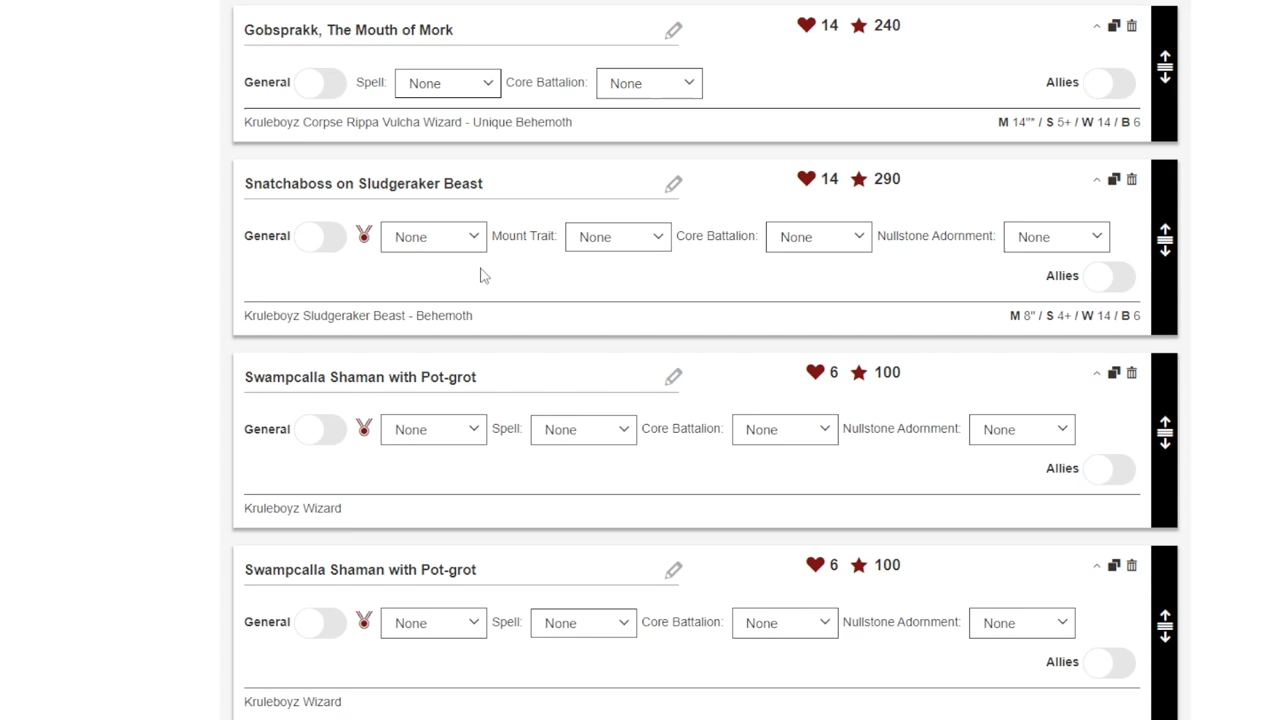 Gobsprakk, The Mouth of Mork 14 240
General Spell: None Core Battalion: None Allies
Kruleboyz Corpse Rippa Vulcha Wizard - Unique Behemoth M 14"* / S 5+ / W 14 / B 6
Snatchaboss on Sludgeraker Beast 14 290
General None Mount Trait: None Core Battalion: None Nullstone Adornment: None
Allies
Kruleboyz Sludgeraker Beast - Behemoth M 8" / S 4+ / W 14 / B 6
Swampcalla Shaman with Pot-grot 6 100
General None Spell: None Core Battalion: None Nullstone Adornment: None
Allies
Kruleboyz Wizard
Swampcalla Shaman with Pot-grot 6 100
General None Spell: None Core Battalion: None Nullstone Adornment: None
Allies
Kruleboyz Wizard